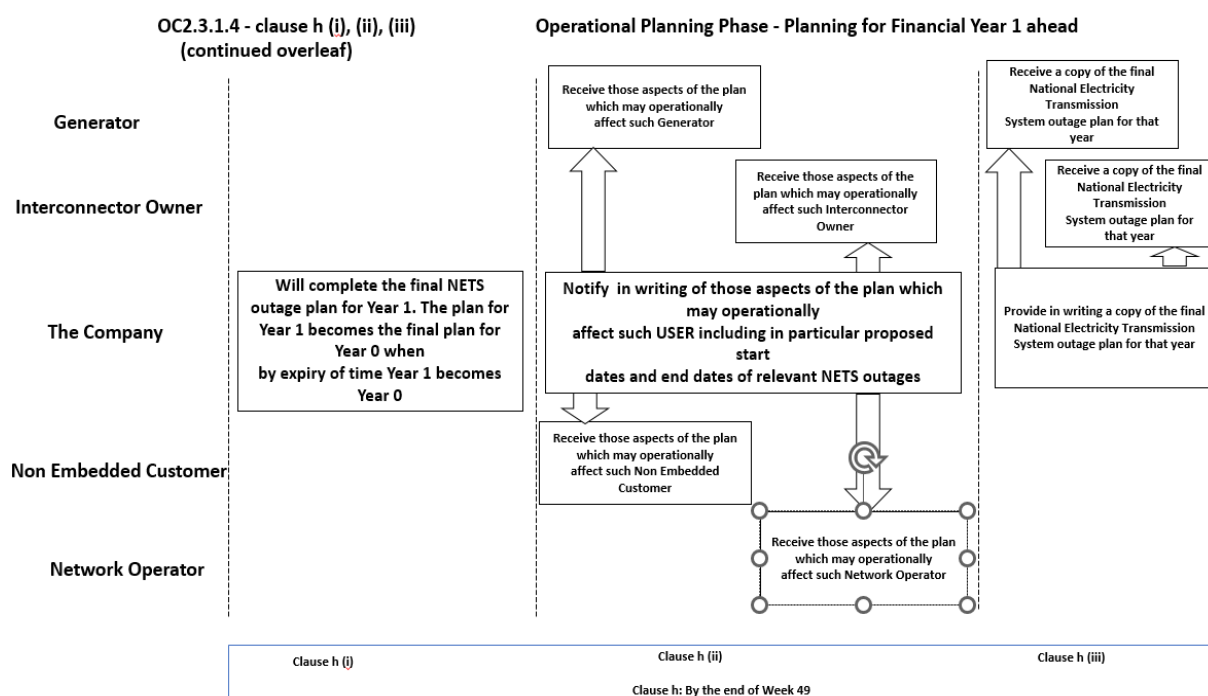 OC2.3.1.4 - clause h (i), (ii), (iii)
(continued overleaf)
Operational Planning Phase - Planning for Financial Year 1 ahead
Generator
Receive those aspects of the plan
which may operationally
affect such Generator
Receive a copy of the final
National Electricity
Transmission
System outage plan for that
year
Interconnector Owner
Receive those aspects of the
plan which may operationally
affect such Interconnector
Owner
Receive a copy of the final
National Electricity
Transmission
System outage plan for
that year
The Company
Will complete the final NETS
outage plan for Year 1. The plan for
Year 1 becomes the final plan for
Year 0 when
by expiry of time Year 1 becomes
Year 0
Notify in writing of those aspects of the plan which
may operationally
affect such USER including in particular proposed
start
dates and end dates of relevant NETS outages
Provide in writing a copy of the final
National Electricity Transmission
System outage plan for that year
Non Embedded Customer
Receive those aspects of the plan
which may operationally
affect such Non Embedded
Customer
Network Operator
Receive those aspects of the plan
which may operationally
affect such Network Operator
Clause h (i)
Clause h (ii)
Clause h (iii)
Clause h: By the end of Week 49